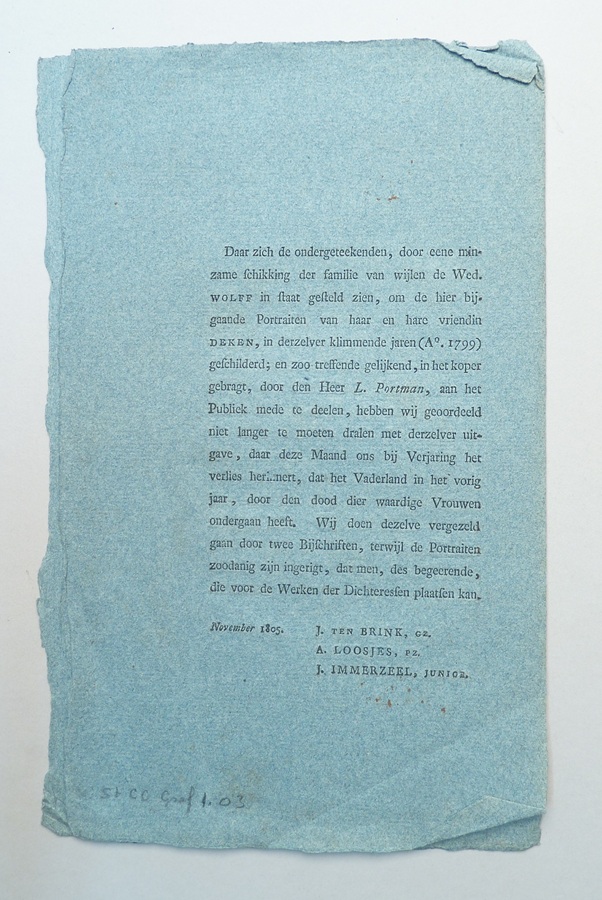 Daar zich de ondergeteekenden, door eene min-
zame ſchikking der familie van wijlen de Wed.
WOLFF in ſtaat geſteld zien, om de hier bij-
gaande Portraiten van haar en hare vriendin
DEKEN, in derzelver klimmende jaren (Aº. 1799)
geſchilderd; en zoo treffende gelijkend, in het koper
gebragt, door den Heer L. Portman, aan het
Publiek mede te deelen, hebben wij geoordeeld
niet langer te moeten dralen met derzelver uit-
gave, daar deze Maand ons bij Verjaring het
verlies herinnert, dat het Vaderland in het vorig
jaar, door den dood dier waardige Vrouwen
ondergaan heeft. Wij doen dezelve vergezeld
gaan door twee Bijſchriften, terwijl de Portraiten
zoodanig zijn ingerigt, dat men, des begeerende,
die voor de Werken der Dichtereſſen plaatſen kan.
November 1805. J. TEN BRINK, GZ.
A. LOOSJES, PZ.
J. IMMERZEEL, JUNIOR.
51 CC Graf 1. 03